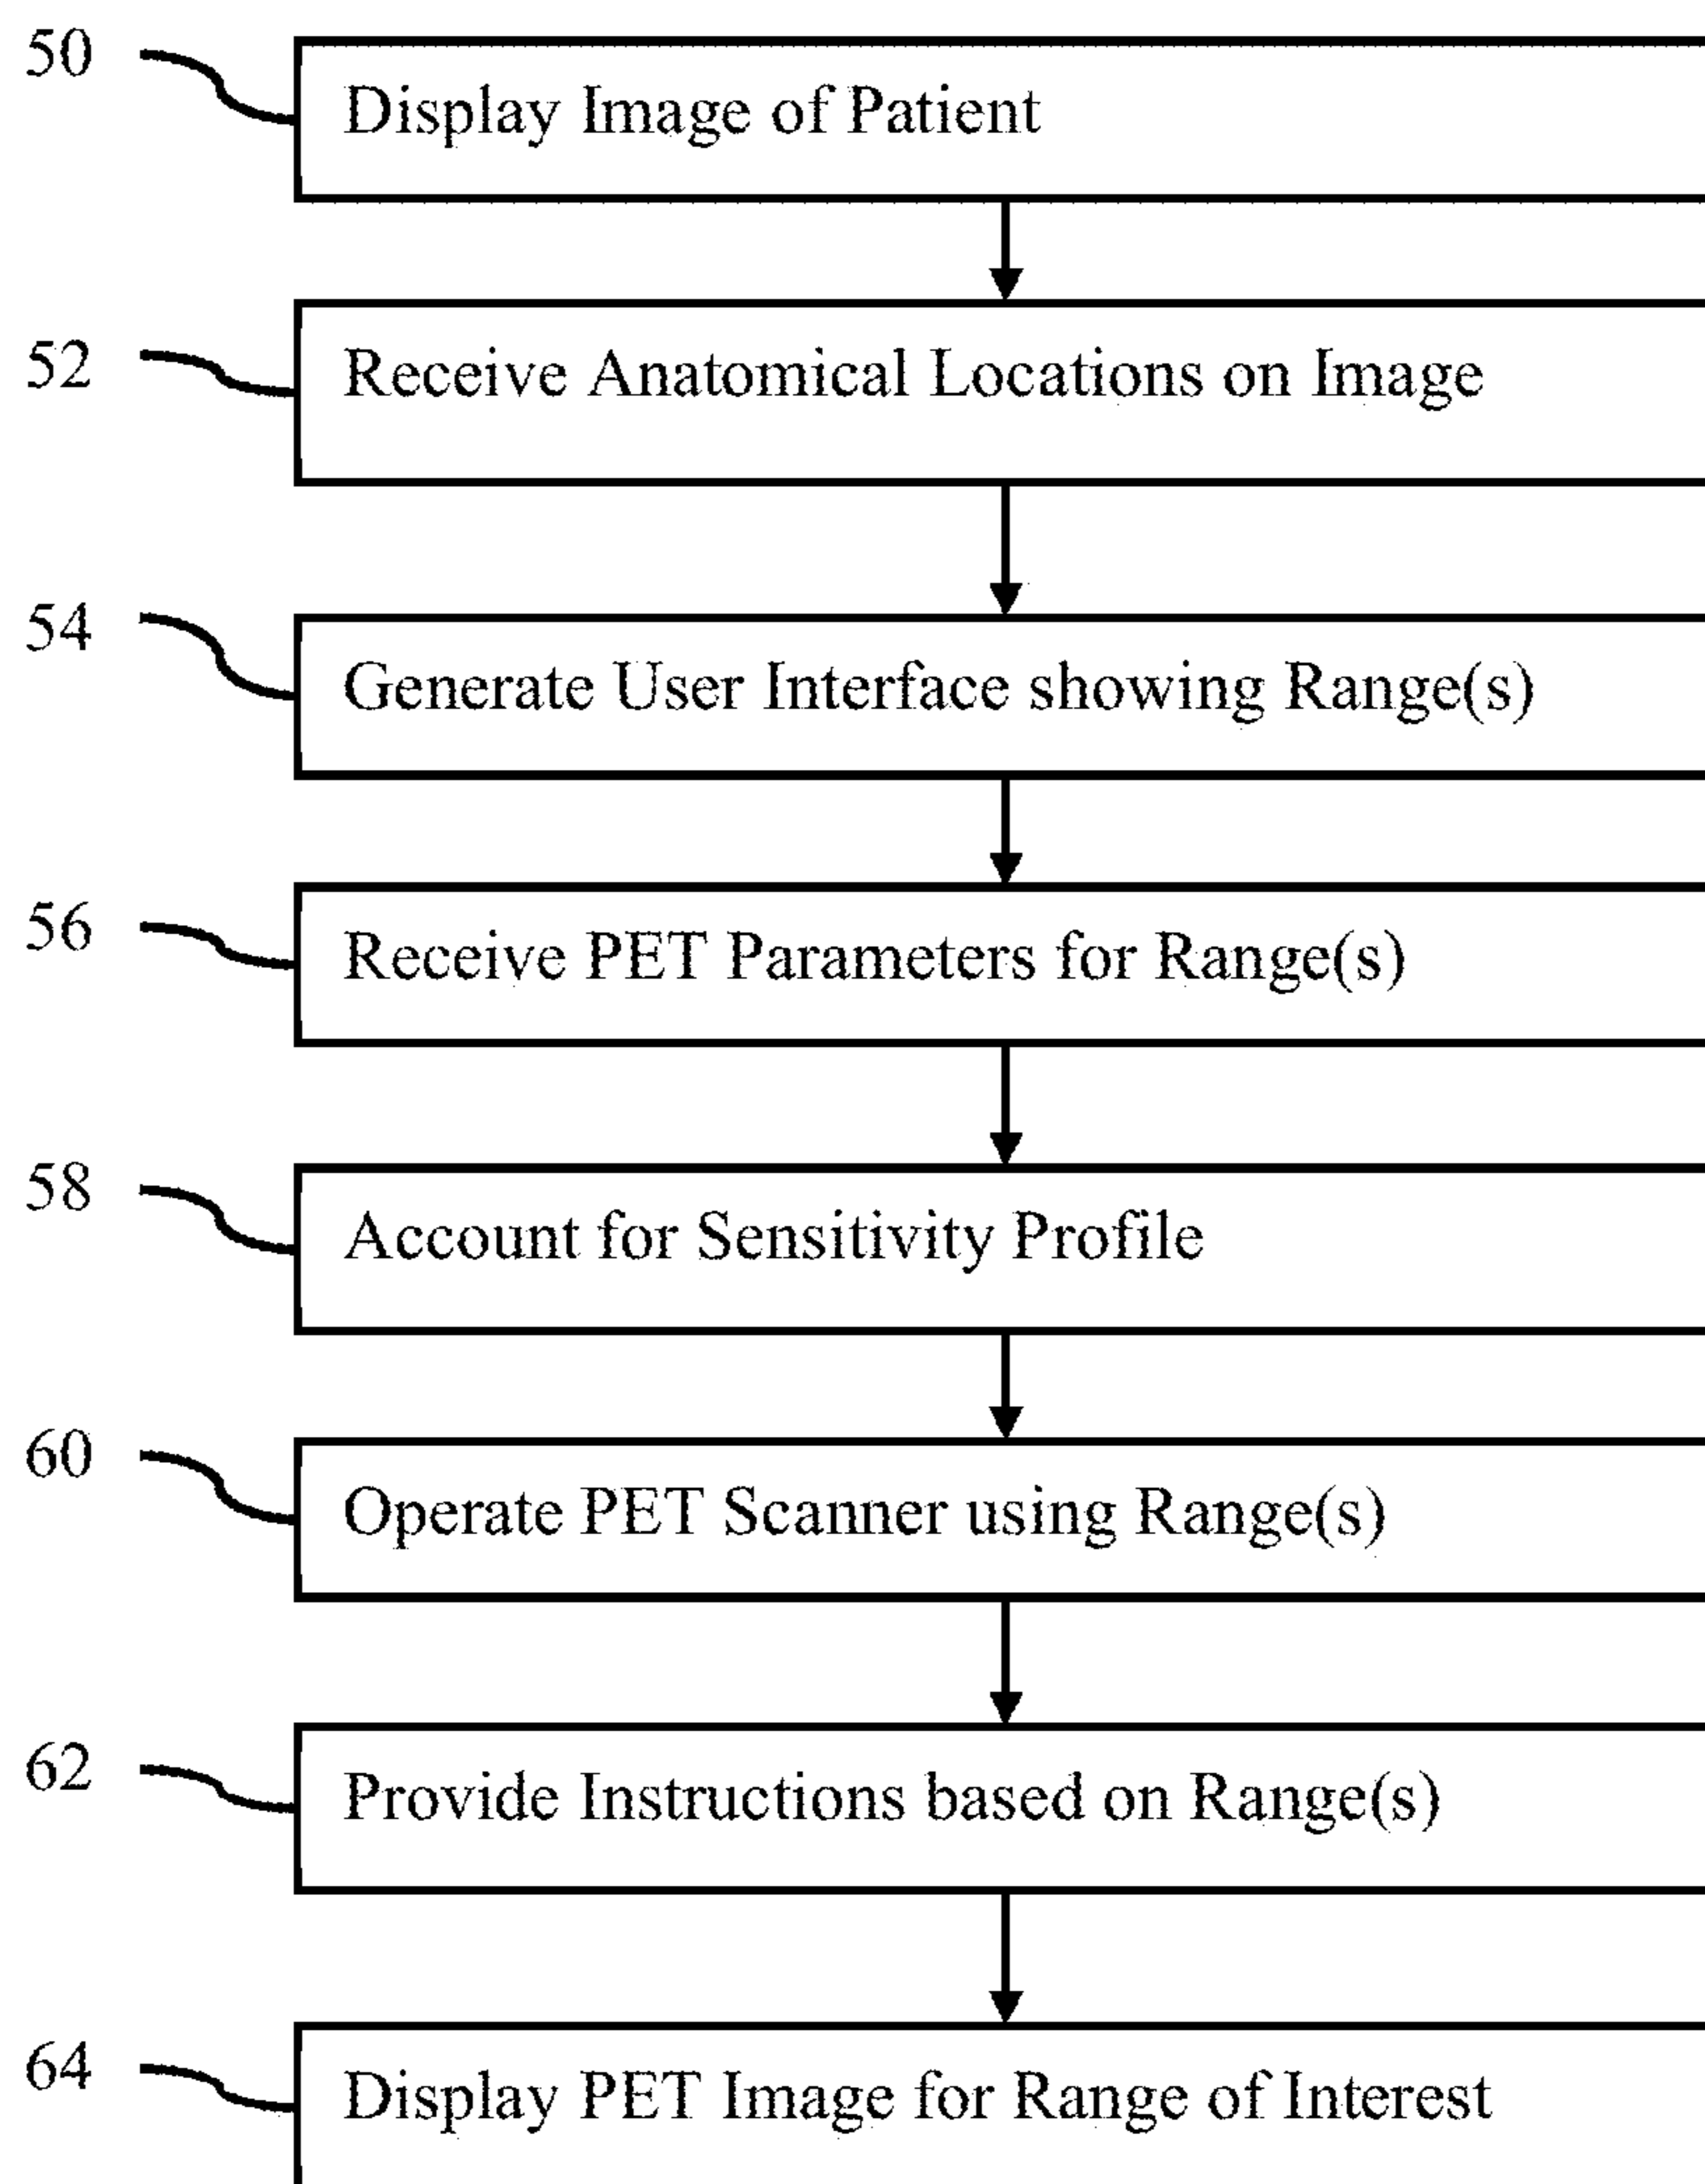 50 Display Image of Patient
52 Receive Anatomical Locations on Image
54 Generate User Interface showing Range(s)
56 Receive PET Parameters for Range(s)
58 Account for Sensitivity Profile
60 Operate PET Scanner using Range(s)
62 Provide Instructions based on Range(s)
64 Display PET Image for Range of Interest